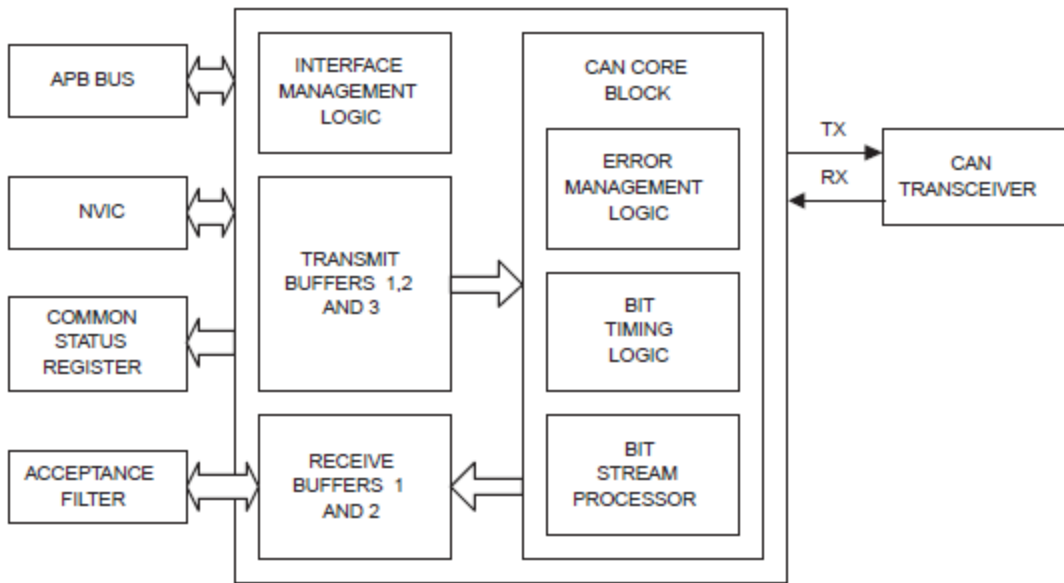 APB BUS
NVIC
COMMON
STATUS
REGISTER
ACCEPTANCE
FILTER
INTERFACE
MANAGEMENT
LOGIC
TRANSMIT
BUFFERS 1,2
AND 3
RECEIVE
BUFFERS 1
AND 2
CAN CORE
BLOCK
ERROR
MANAGEMENT
LOGIC
BIT
TIMING
LOGIC
BIT
STREAM
PROCESSOR
TX
RX
CAN
TRANSCEIVER